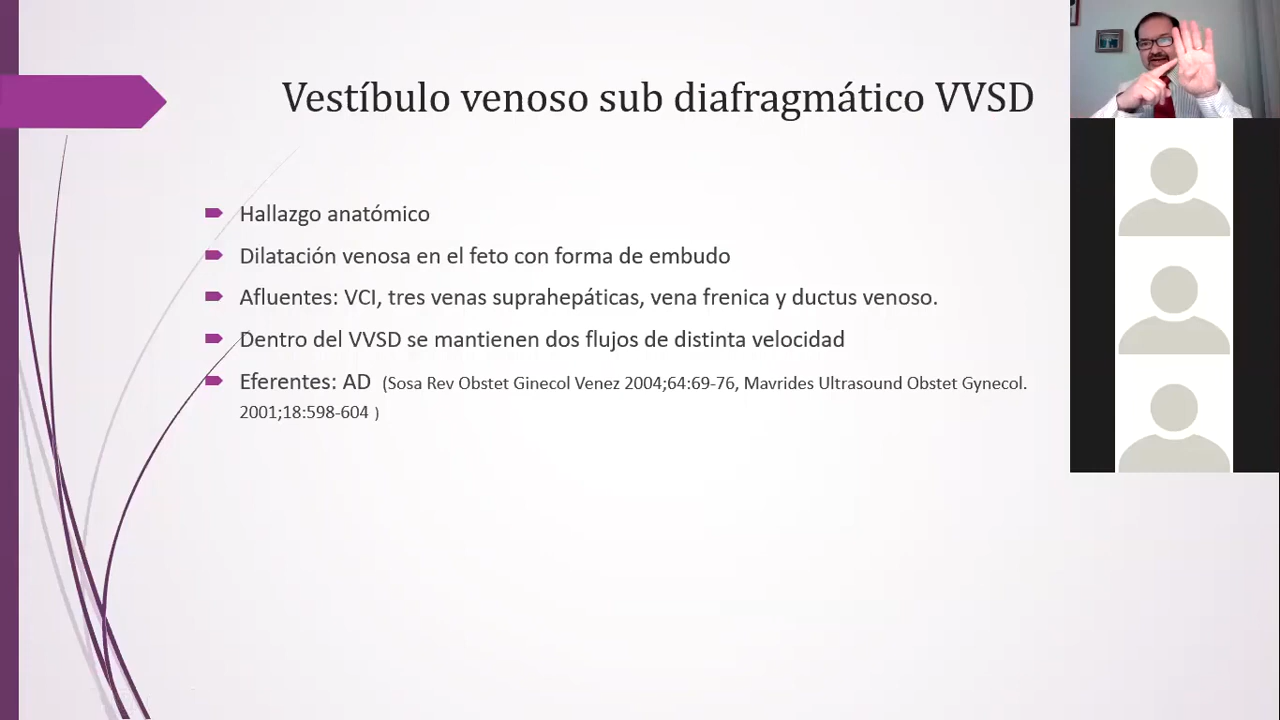 Vestíbulo venoso sub diafragmático VVSD
Hallazgo anatómico
Dilatación venosa en el feto con forma de embudo
Afluentes: VCI, tres venas suprahepáticas, vena frenica y ductus venoso.
Dentro del VVSD se mantienen dos flujos de distinta velocidad
Eferentes: AD (Sosa Rev Obstet Ginecol Venez 2004;64:69-76, Mavrides Ultrasound Obstet Gynecol.
2001;18:598-604 )